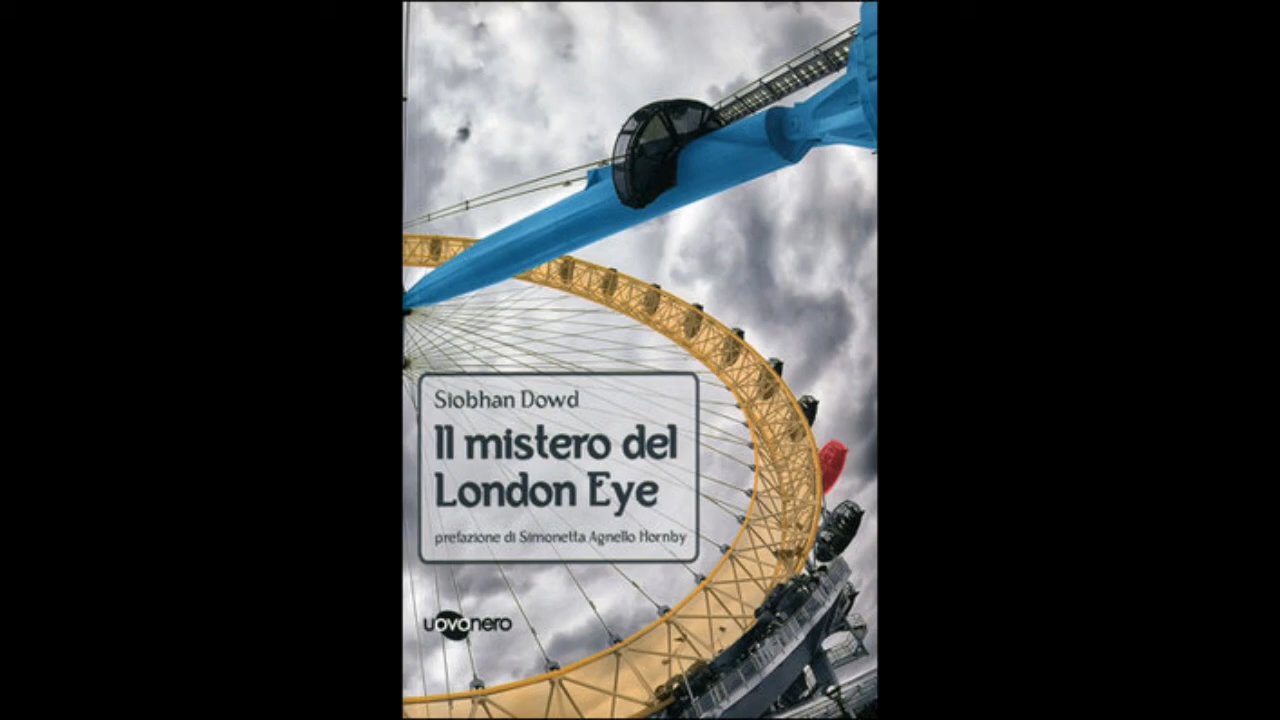 Siobhan Dowd
Il mistero del
London Eye
prefazione di Simonetta Agnello Hornby
uovonero